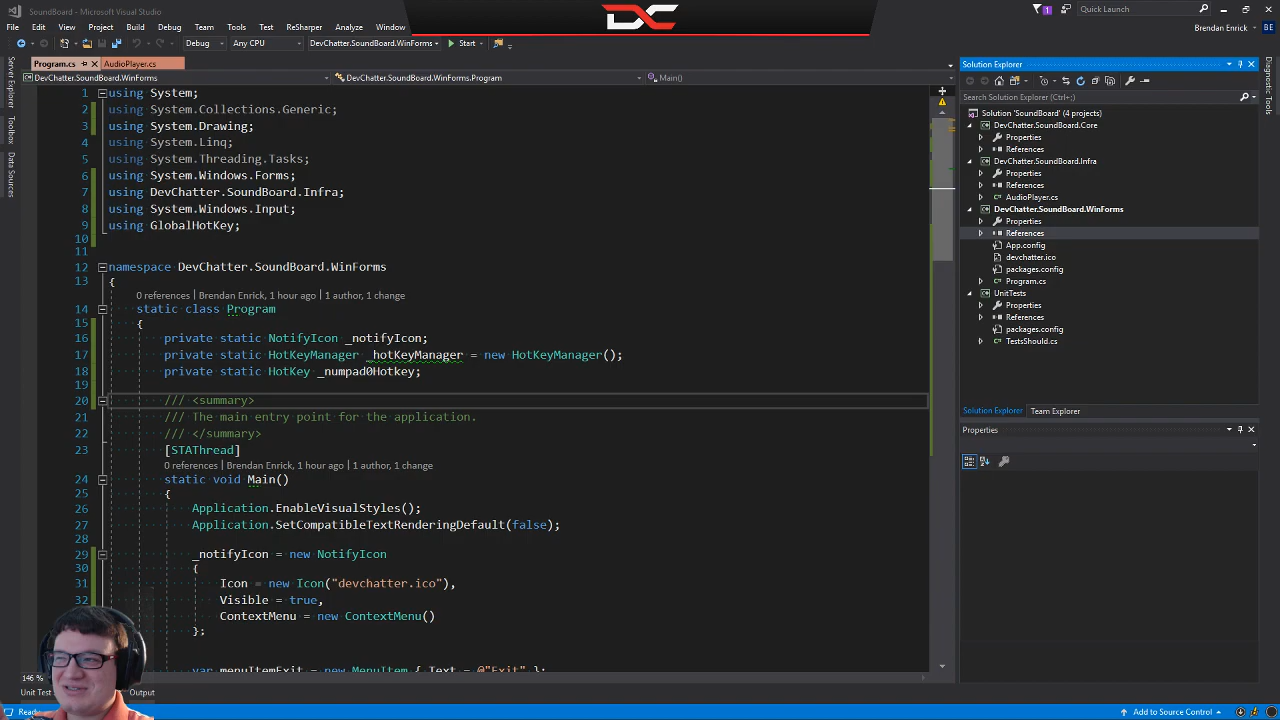 SoundBoard - Microsoft Visual Studio
DC
1
Quick Launch
File Edit View Project Build Debug Team Tools Test ReSharper Analyze Window
Brendan Enrick BE
Debug Any CPU DevChatter.SoundBoard.WinForms Start
Program.cs AudioPlayer.cs
DevChatter.SoundBoard.WinForms DevChatter.SoundBoard.WinForms.Program Main()
Server Explorer
Toolbox
Data Sources
1 using System;
2 using System.Collections.Generic;
3 using System.Drawing;
4 using System.Linq;
5 using System.Threading.Tasks;
6 using System.Windows.Forms;
7 using DevChatter.SoundBoard.Infra;
8 using System.Windows.Input;
9 using GlobalHotKey;
10
11
12 namespace DevChatter.SoundBoard.WinForms
13 {
0 references | Brendan Enrick, 1 hour ago | 1 author, 1 change
14 static class Program
15 {
16 private static NotifyIcon _notifyIcon;
17 private static HotKeyManager _hotKeyManager = new HotKeyManager();
18 private static HotKey _numpad0Hotkey;
19
20 /// <summary>
21 /// The main entry point for the application.
22 /// </summary>
23 [STAThread]
0 references | Brendan Enrick, 1 hour ago | 1 author, 1 change
24 static void Main()
25 {
26 Application.EnableVisualStyles();
27 Application.SetCompatibleTextRenderingDefault(false);
28
29 _notifyIcon = new NotifyIcon
30 {
31 Icon = new Icon("devchatter.ico"),
32 Visible = true,
ContextMenu = new ContextMenu()
};
var menuItemExit = new MenuItem { Text = @"Exit" };
146 %
Unit Test
Output
Ready
Add to Source Control
Solution Explorer
Search Solution Explorer (Ctrl+;)
Solution 'SoundBoard' (4 projects)
DevChatter.SoundBoard.Core
Properties
References
DevChatter.SoundBoard.Infra
Properties
References
AudioPlayer.cs
DevChatter.SoundBoard.WinForms
Properties
References
App.config
devchatter.ico
packages.config
Program.cs
UnitTests
Properties
References
packages.config
TestsShould.cs
Solution Explorer Team Explorer
Properties
Diagnostic Tools